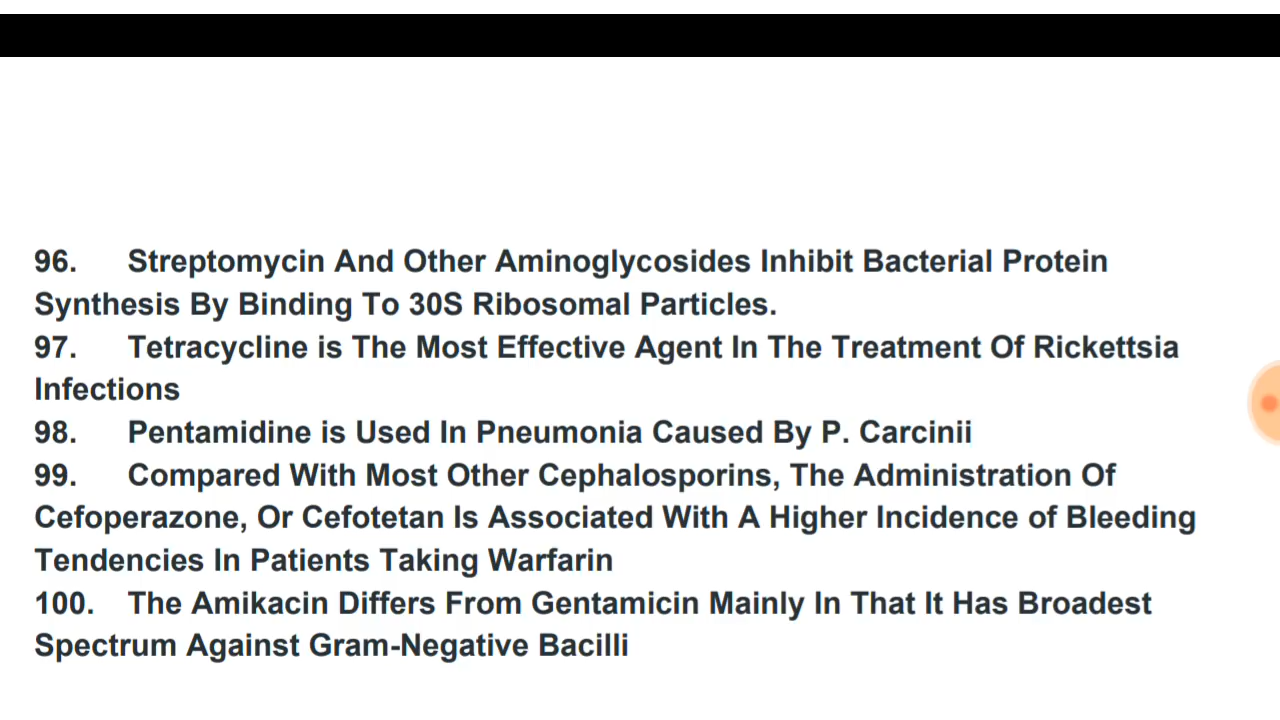 96. Streptomycin And Other Aminoglycosides Inhibit Bacterial Protein
Synthesis By Binding To 30S Ribosomal Particles.
97. Tetracycline is The Most Effective Agent In The Treatment Of Rickettsia
Infections
98. Pentamidine is Used In Pneumonia Caused By P. Carcinii
99. Compared With Most Other Cephalosporins, The Administration Of
Cefoperazone, Or Cefotetan Is Associated With A Higher Incidence of Bleeding
Tendencies In Patients Taking Warfarin
100. The Amikacin Differs From Gentamicin Mainly In That It Has Broadest
Spectrum Against Gram-Negative Bacilli